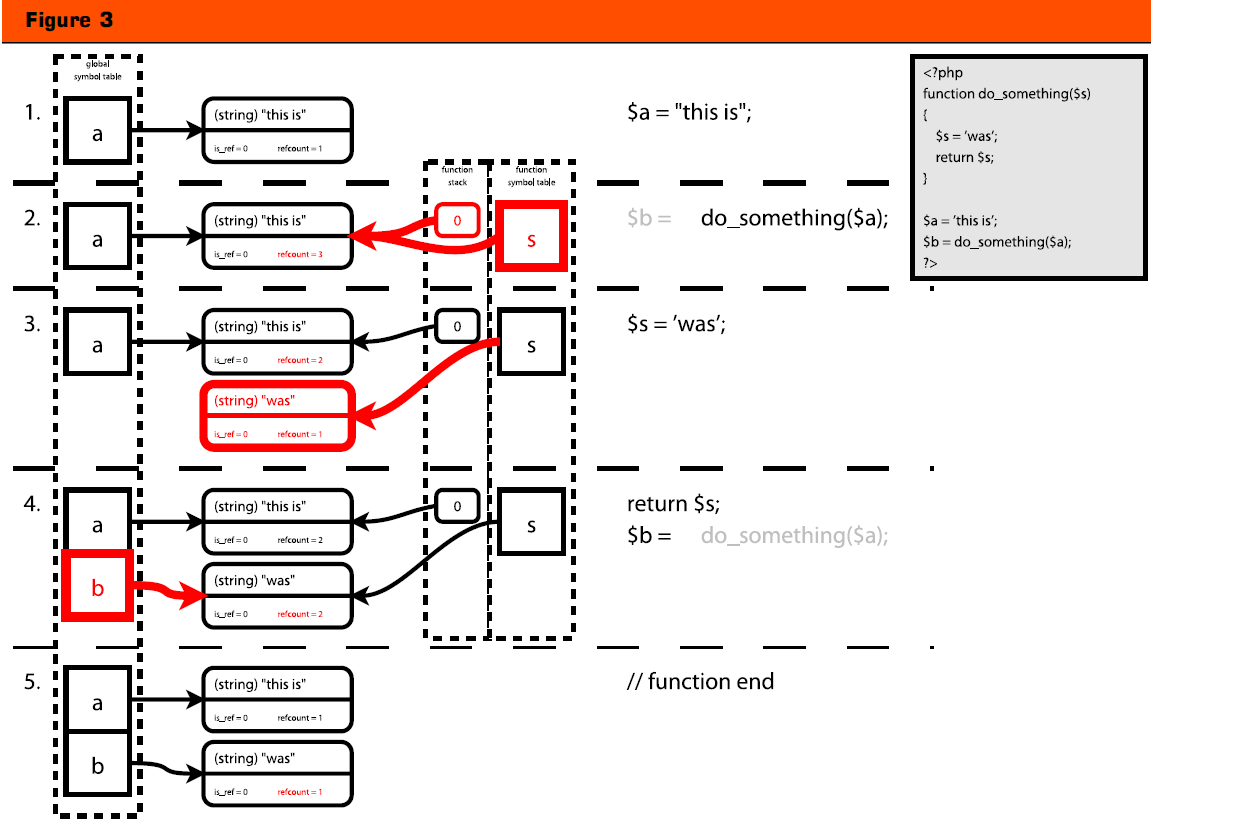 Figure 3
global
symbol table
1.
a
(string) "this is"
is_ref = 0 refcount = 1
$a = "this is";
<?php
function do_something($s)
{
$s = 'was';
return $s;
}
$a = 'this is';
$b = do_something($a);
?>
function
stack
function
symbol table
2.
a
(string) "this is"
is_ref = 0 refcount = 3
0
s
$b = do_something($a);
3.
a
(string) "this is"
is_ref = 0 refcount = 2
0
s
$s = ’was’;
(string) "was"
is_ref = 0 refcount = 1
4.
a
(string) "this is"
is_ref = 0 refcount = 2
0
s
return $s;
$b = do_something($a);
b
(string) "was"
is_ref = 0 refcount = 2
5.
a
(string) "this is"
is_ref = 0 refcount = 1
// function end
b
(string) "was"
is_ref = 0 refcount = 1